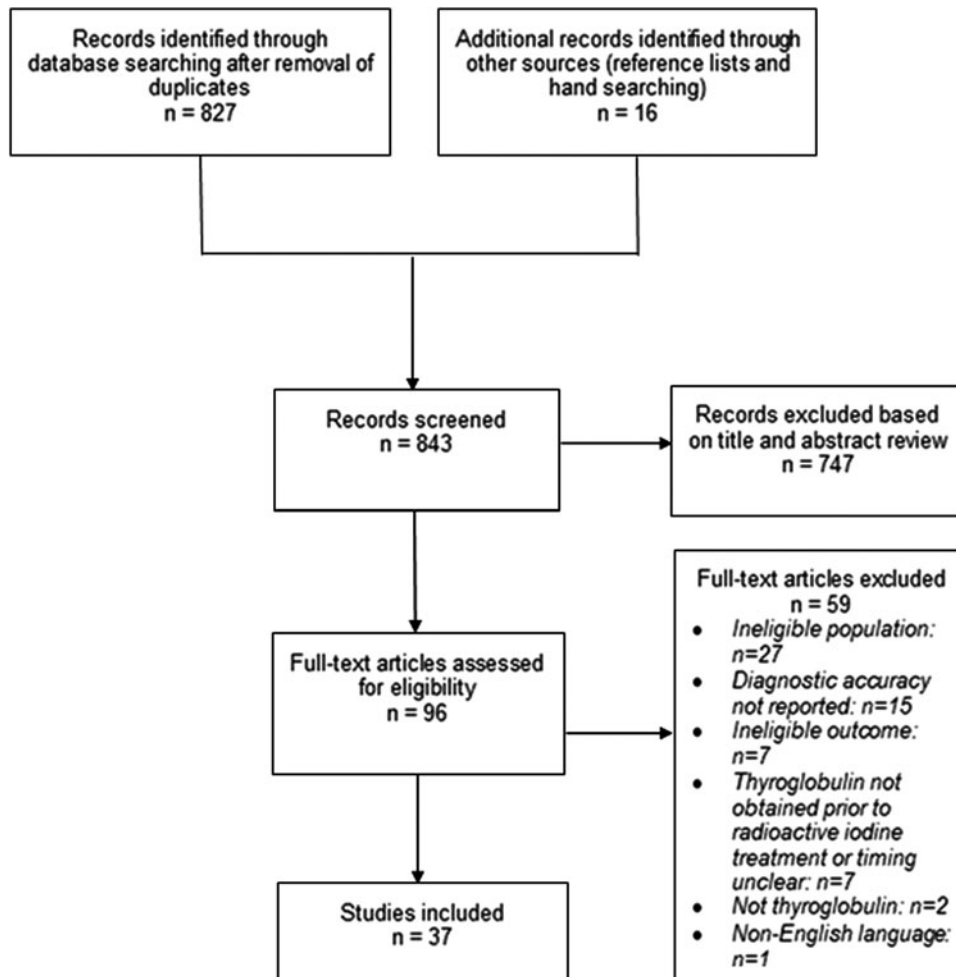 Records identified through
database searching after removal of
duplicates
n = 827
Additional records identified through
other sources (reference lists and
hand searching)
n = 16
Records screened
n = 843
Records excluded based
on title and abstract review
n = 747
Full-text articles assessed
for eligibility
n = 96
Full-text articles excluded
n = 59
• Ineligible population:
n=27
• Diagnostic accuracy
not reported: n=15
• Ineligible outcome:
n=7
• Thyroglobulin not
obtained prior to
radioactive iodine
treatment or timing
unclear: n=7
• Not thyroglobulin: n=2
• Non-English language:
n=1
Studies included
n = 37